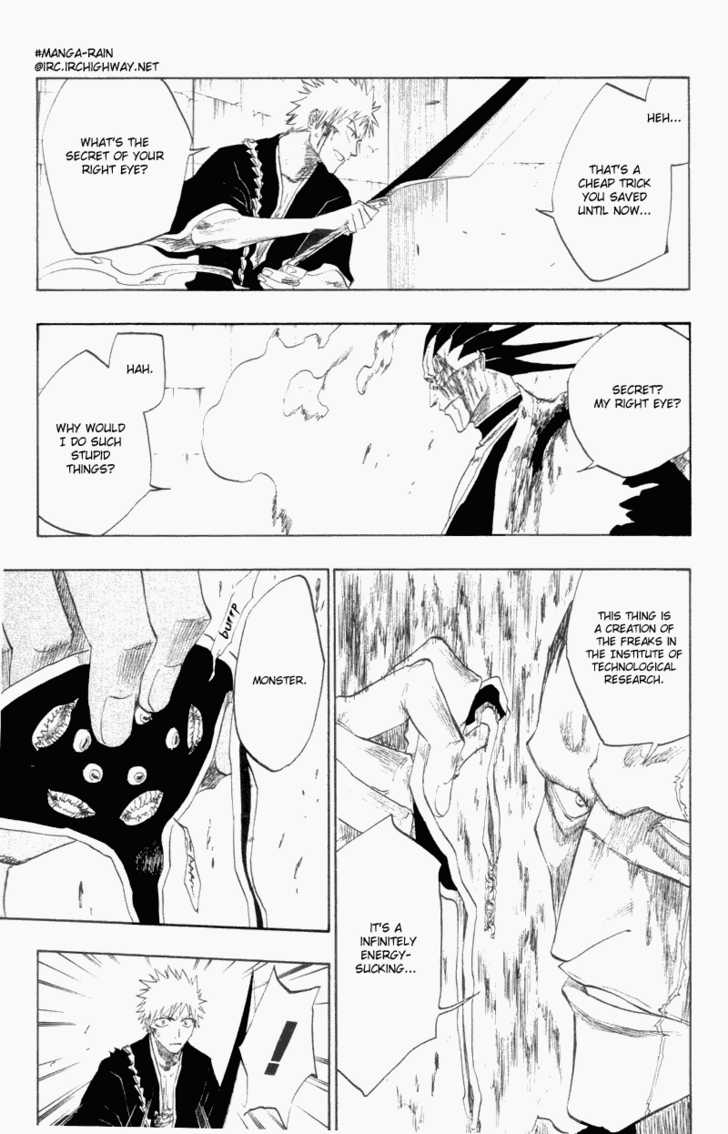 #MANGA-RAIN
@IRC.IRCHIGHWAY.NET
HEH...
THAT'S A
CHEAP TRICK
YOU SAVED
UNTIL NOW...
WHAT'S THE
SECRET OF YOUR
RIGHT EYE?
SECRET?
MY RIGHT EYE?
HAH.
WHY WOULD
I DO SUCH
STUPID
THINGS?
THIS THING IS
A CREATION OF
THE FREAKS IN
THE INSTITUTE OF
TECHNOLOGICAL
RESEARCH.
IT'S A
INFINITELY
ENERGY-
SUCKING...
MONSTER.
burrp
!